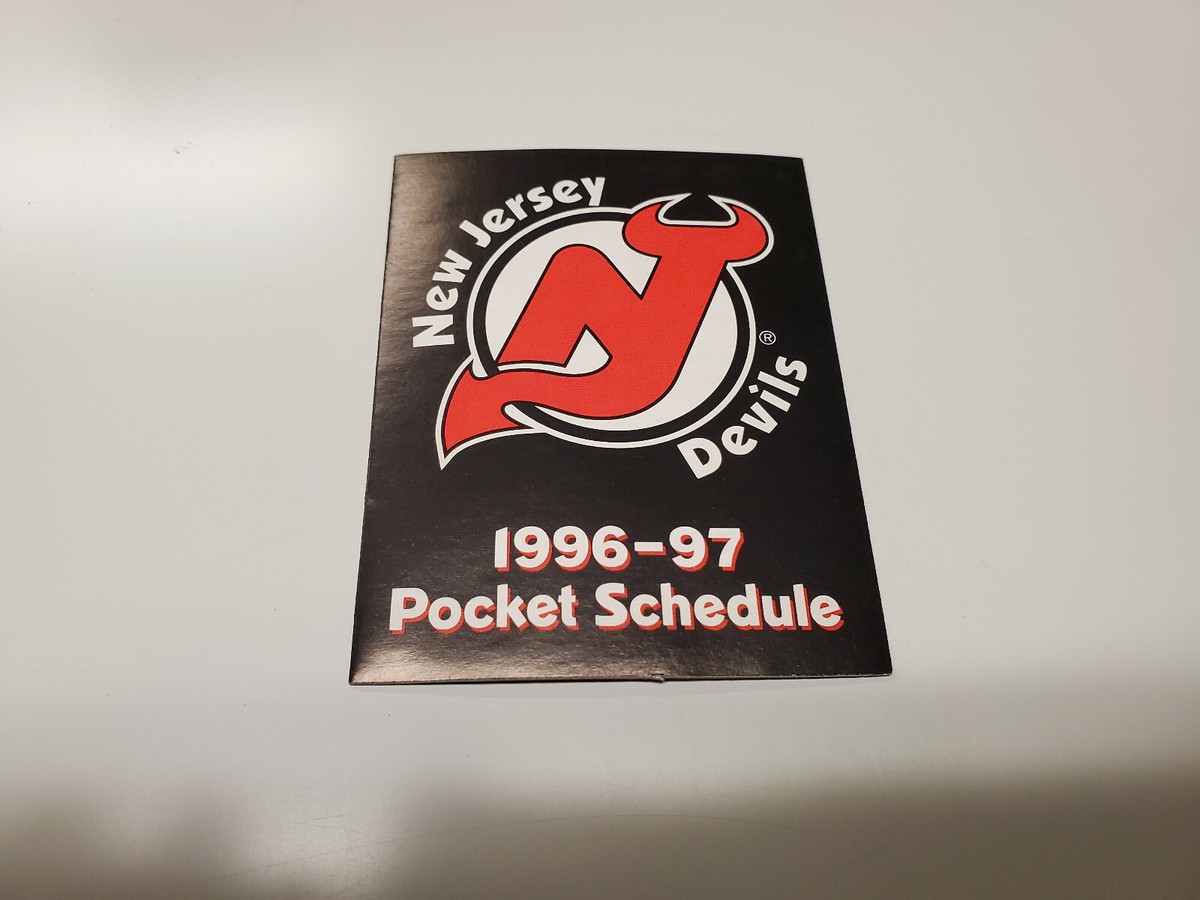 New Jersey
Devils
®
1996-97
Pocket Schedule